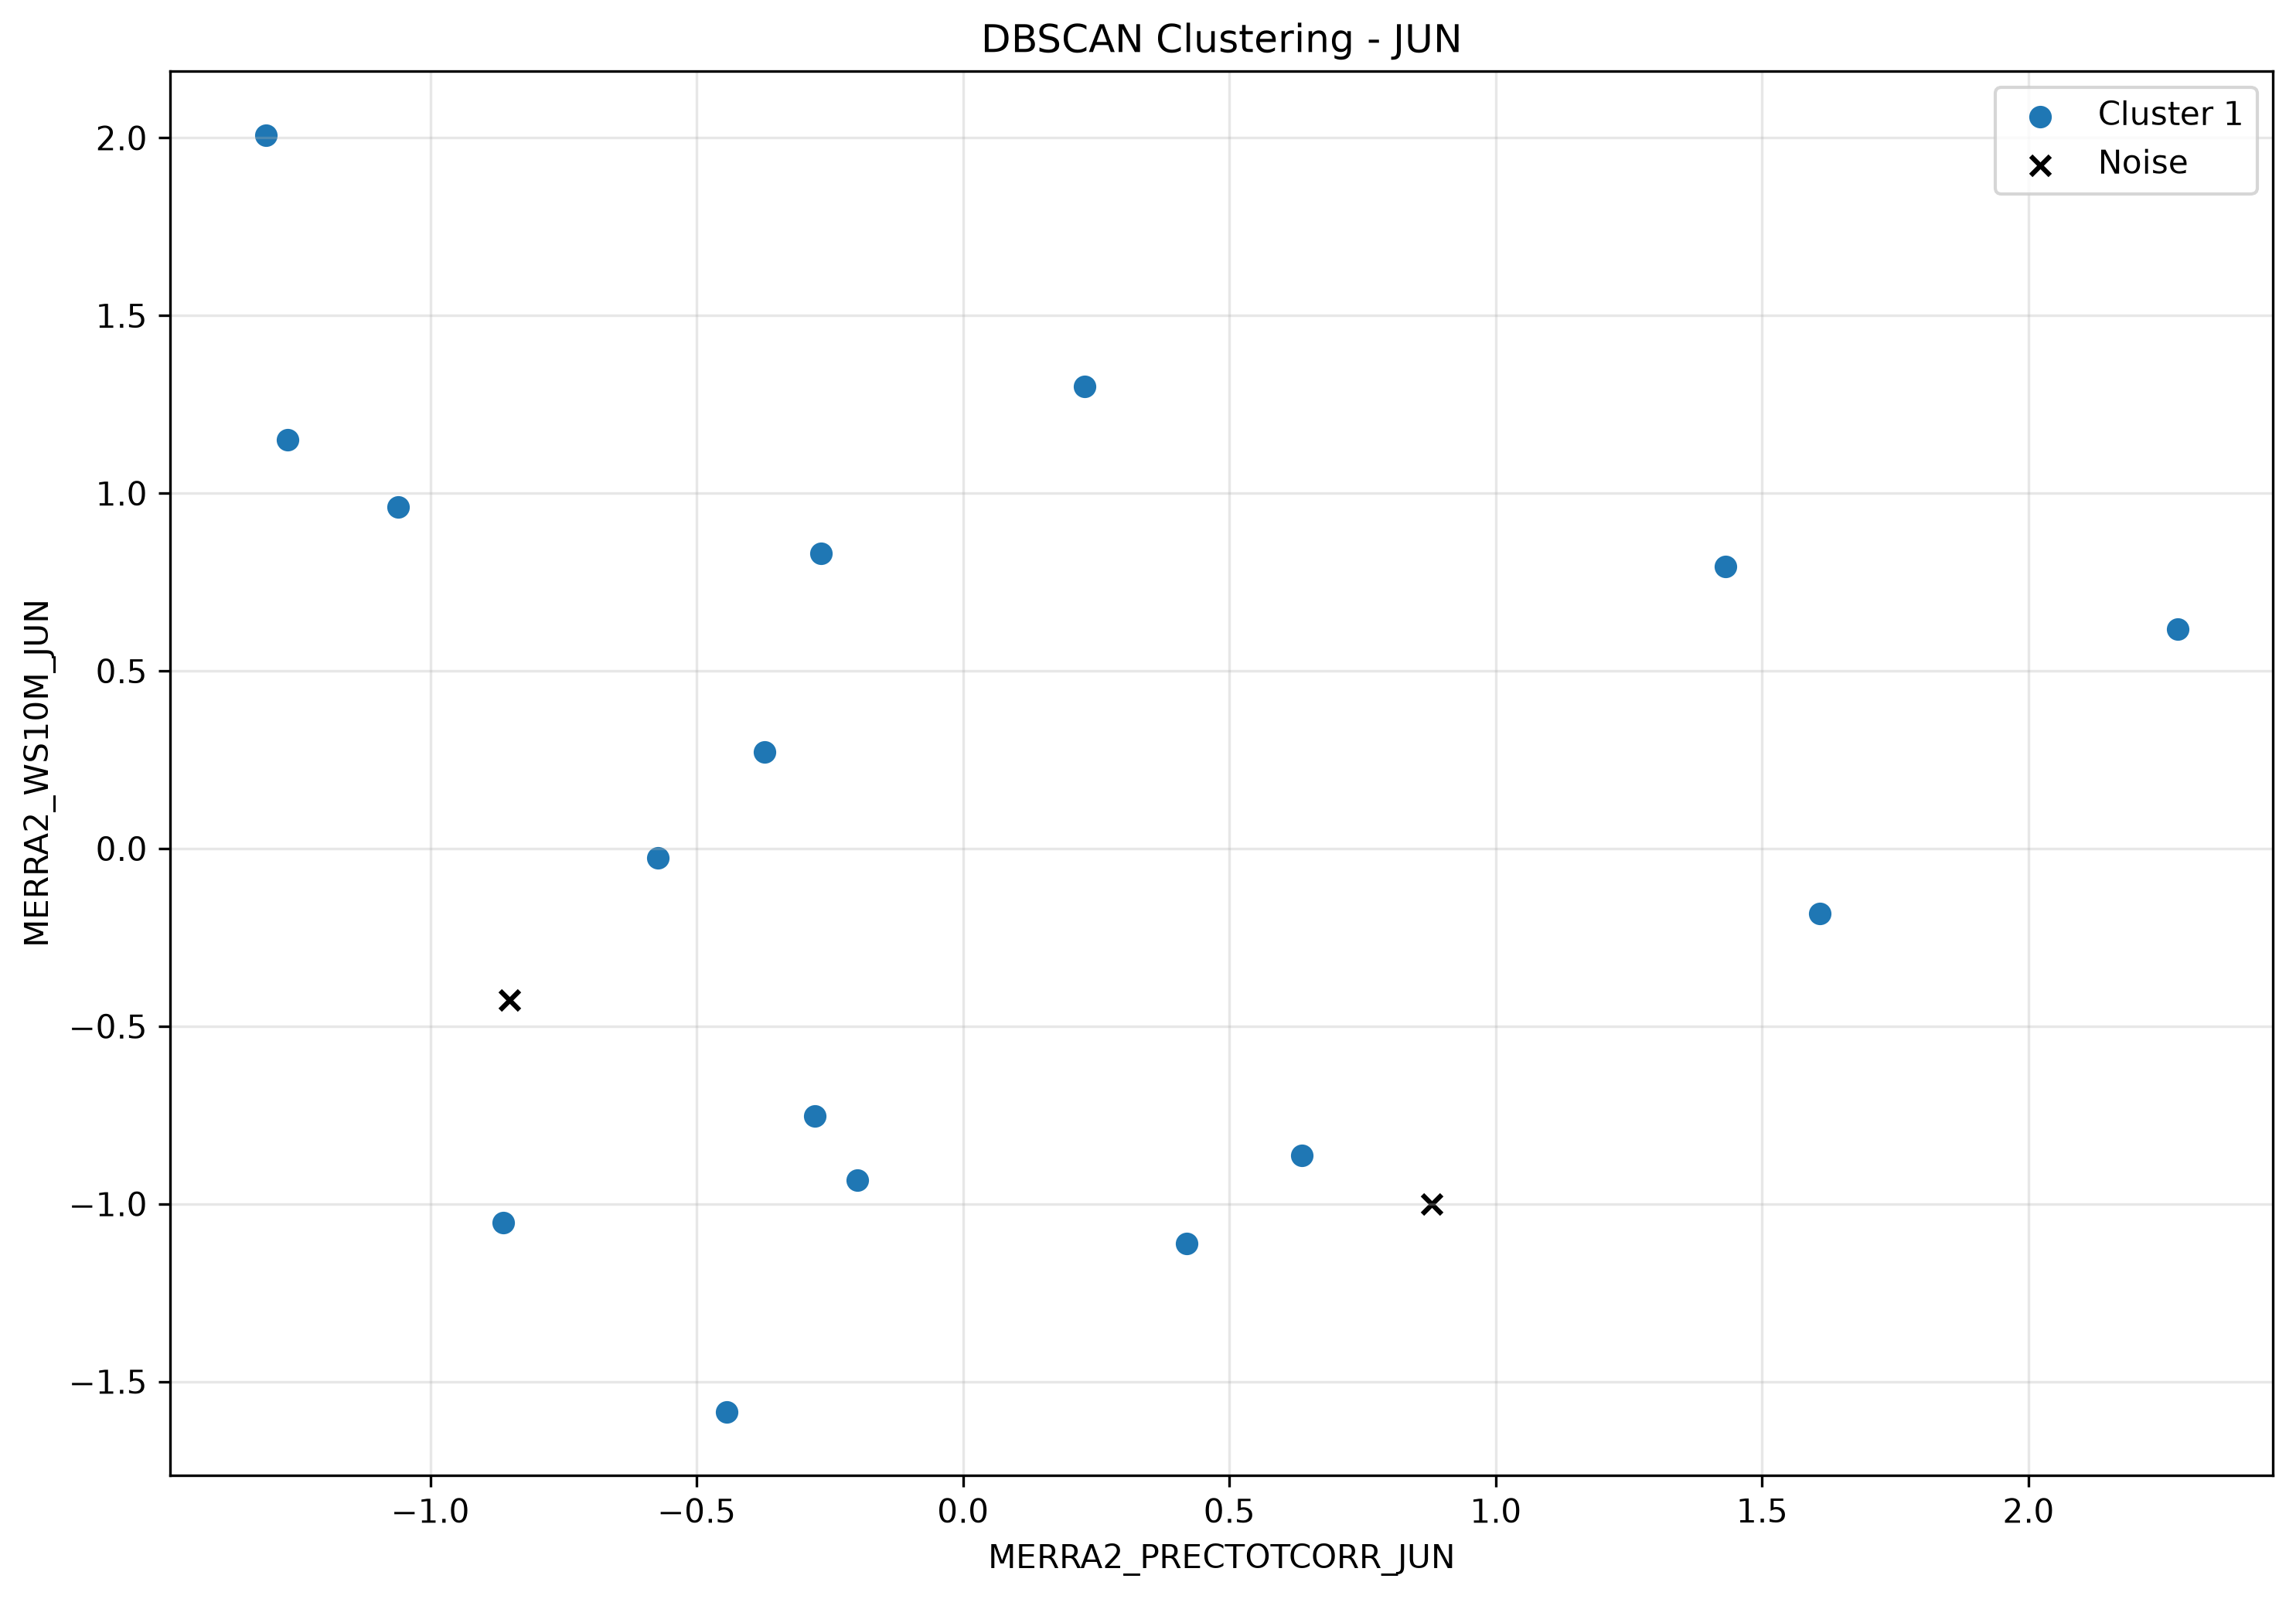 DBSCAN Clustering - JUN
Cluster 1
Noise
2.0
1.5
1.0
0.5
0.0
−0.5
−1.0
−1.5
MERRA2_WS10M_JUN
−1.0 −0.5 0.0 0.5 1.0 1.5 2.0
MERRA2_PRECTOTCORR_JUN